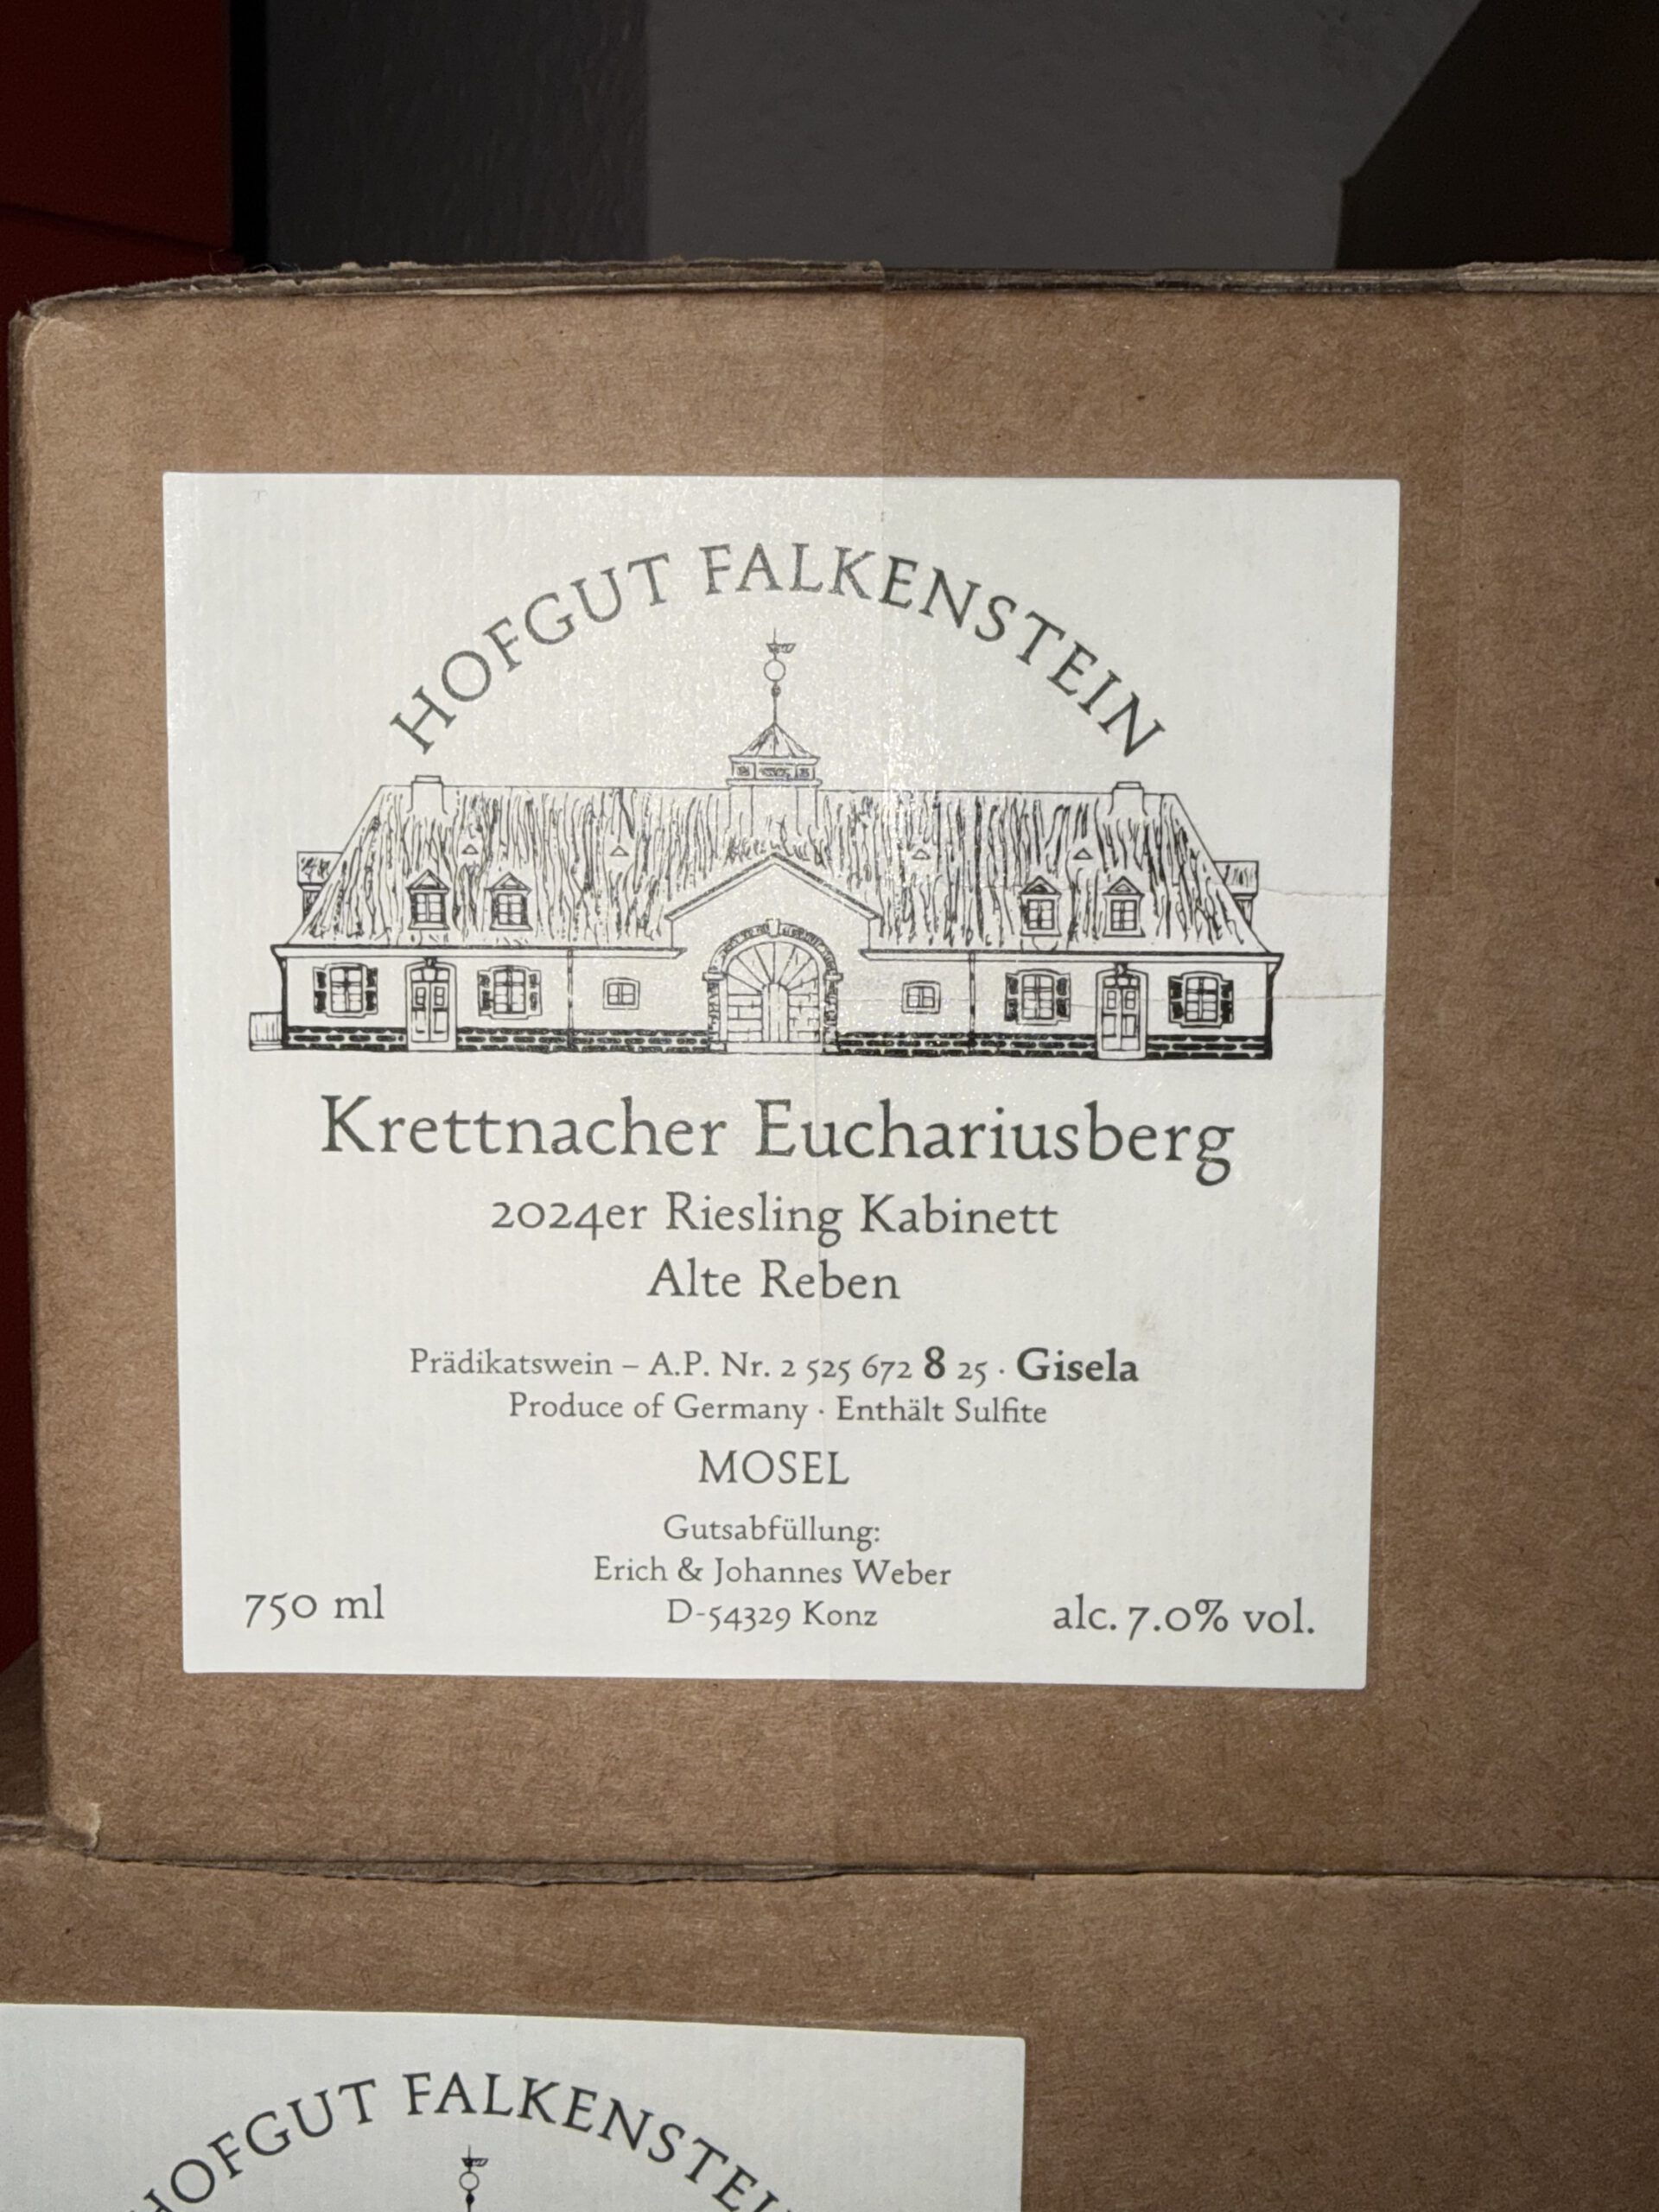 HOFGUT FALKENSTEIN
Krettnacher Euchariusberg
2024er Riesling Kabinett
Alte Reben
Prädikatswein – A.P. Nr. 2 525 672 8 25 · Gisela
Produce of Germany · Enthält Sulfite
MOSEL
Gutsabfüllung:
Erich & Johannes Weber
D-54329 Konz
750 ml
alc. 7.0% vol.
HOFGUT FALKENSTEI